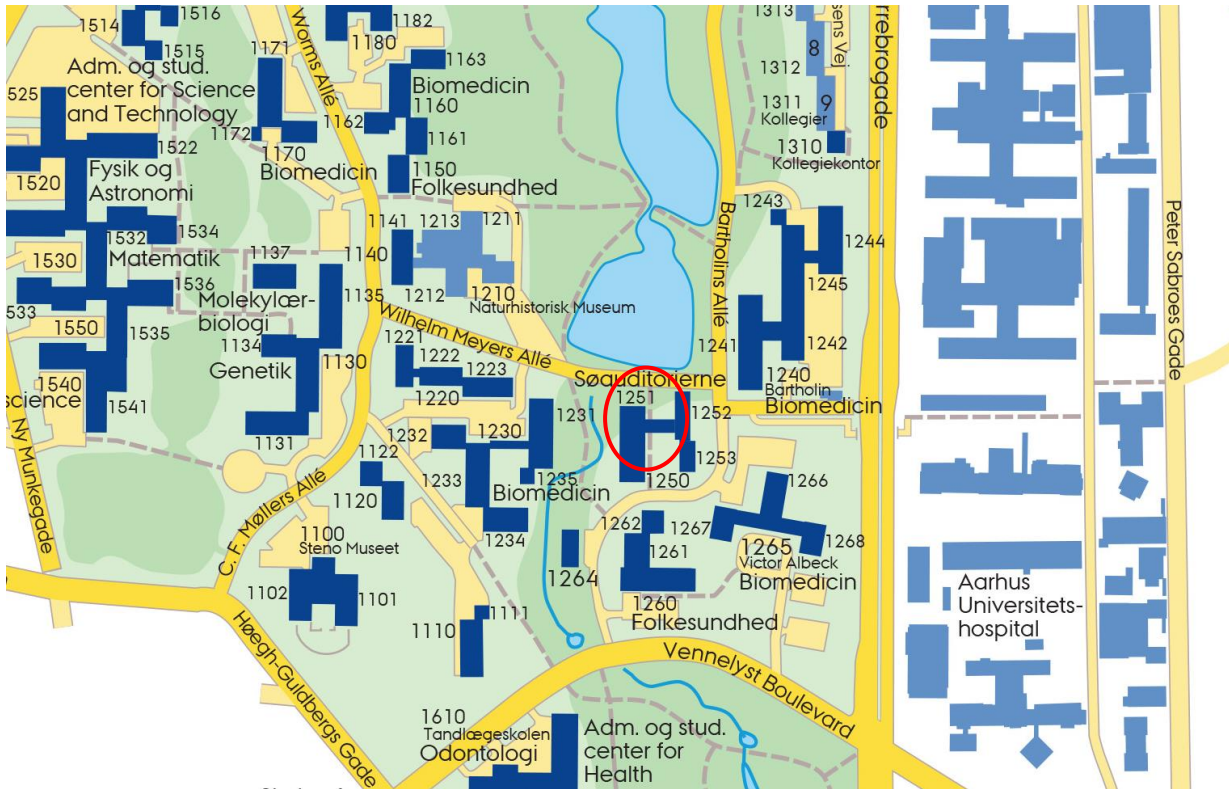 1514
1516
1515
Adm. og stud.
center for Science
and Technology
1522
1520
Fysik og
Astronomi
1532
1534
Matematik
1530
1536
1550
1535
1540
1541
Ny Munkegade
1171
1172
1170
Biomedicin
Worms Allé
1180
1182
1163
Biomedicin
1160
1162
1161
1150
Folkesundhed
1141
1213
1211
1140
1212
1210
Naturhistorisk Museum
1137
Molekylær-
biologi
1135
1134
1130
Genetik
1131
Wilhelm Meyers Allé
1221
1222
1223
1220
1231
1232
1230
1233
1235
Biomedicin
1234
1122
1120
C. F. Møllers Allé
1100
Steno Museet
1102
1101
1111
1110
Høegh-Guldbergs Gade
Søauditorierne
1251
1252
1253
1250
1262
1267
1261
1264
1260
Folkesundhed
1266
1265
1268
Victor Albeck
Biomedicin
Vennelyst Boulevard
1610
Tandlægeskolen
Odontologi
Adm. og stud.
center for
Health
1313
8
1312
1311
Kollegier
9
1310
Kollegiekontor
sens Vej
rrebrogade
Bartholins Allé
1243
1244
1245
1241
1242
1240
Bartholin
Biomedicin
Peter Sabroes Gade
Aarhus
Universitets-
hospital